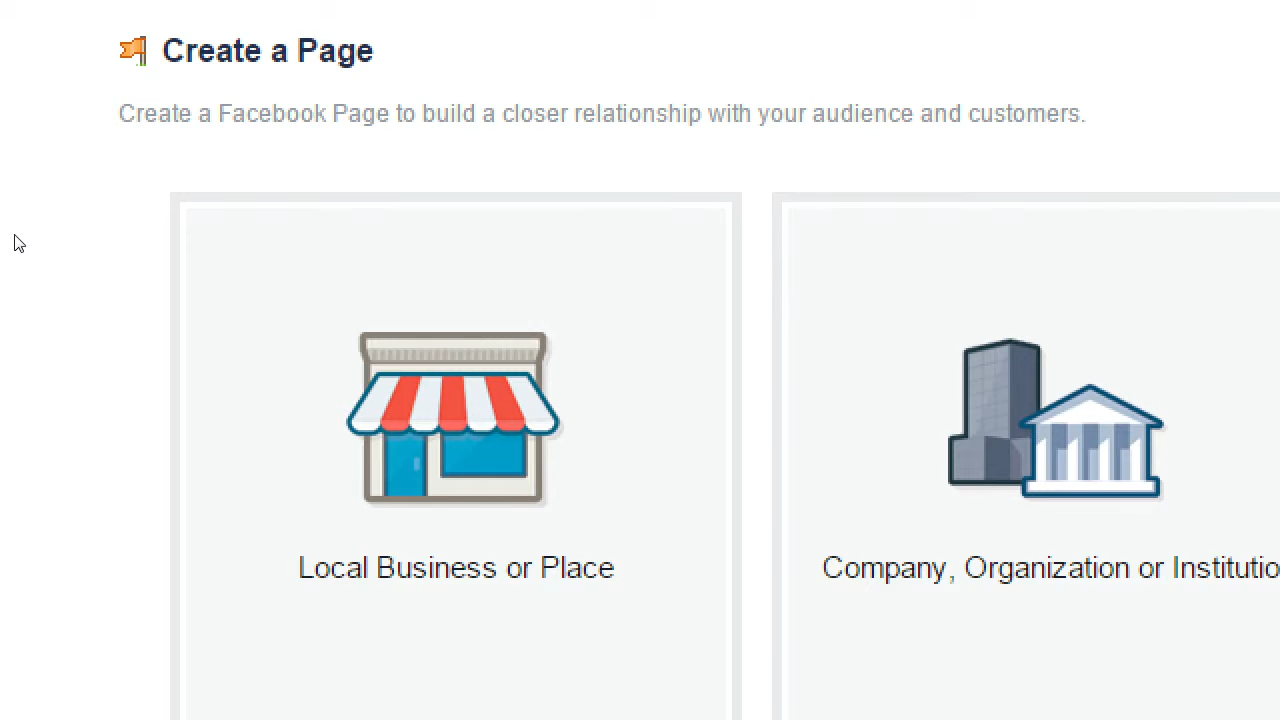 Create a Page
Create a Facebook Page to build a closer relationship with your audience and customers.
Local Business or Place
Company, Organization or Institutio